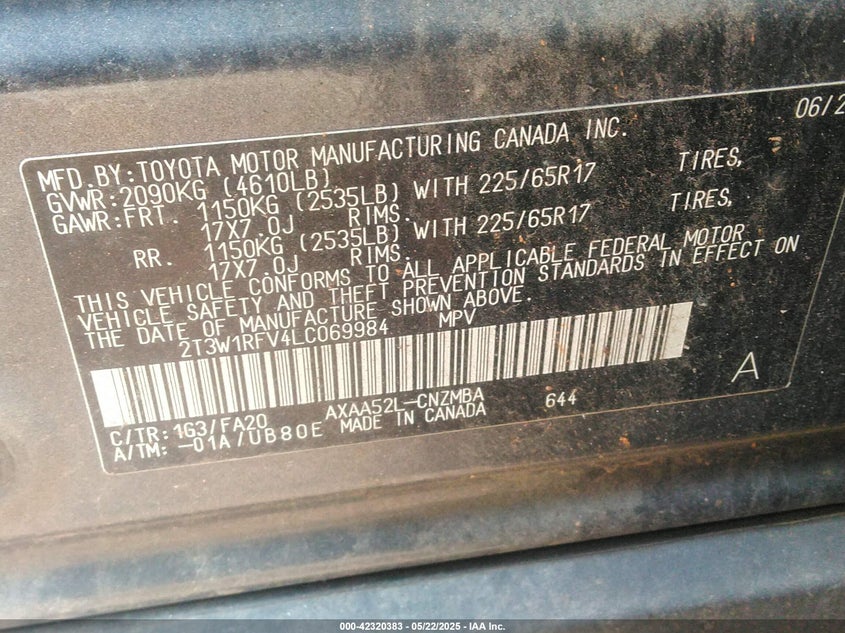 06/2
MFD.BY:TOYOTA MOTOR MANUFACTURING CANADA INC.
GVWR:2090KG (4610LB)
GAWR:FRT. 1150KG (2535LB) WITH 225/65R17 TIRES,
17X7.0J RIMS.
RR. 1150KG (2535LB) WITH 225/65R17 TIRES,
17X7.0J RIMS.
THIS VEHICLE CONFORMS TO ALL APPLICABLE FEDERAL MOTOR
VEHICLE SAFETY AND THEFT PREVENTION STANDARDS IN EFFECT ON
THE DATE OF MANUFACTURE SHOWN ABOVE.
2T3W1RFV4LC069984 MPV
A
C/TR:1G3/FA20 AXAA52L-CNZMBA 644
A/TM:-01A/UB80E MADE IN CANADA
000-42320383 - 05/22/2025 - IAA Inc.